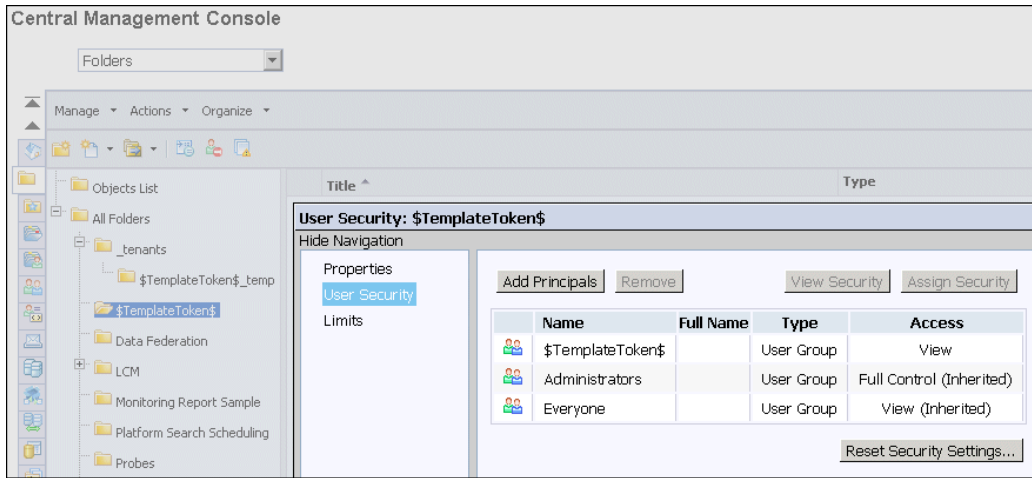 Central Management Console
Folders
Manage Actions Organize
Objects List
Title Type
All Folders
_tenants
$TemplateToken$_temp
$TemplateToken$
Data Federation
LCM
Monitoring Report Sample
Platform Search Scheduling
Probes
User Security: $TemplateToken$
Hide Navigation
Properties
User Security
Limits
Add Principals Remove View Security Assign Security
Name Full Name Type Access
$TemplateToken$ User Group View
Administrators User Group Full Control (Inherited)
Everyone User Group View (Inherited)
Reset Security Settings...